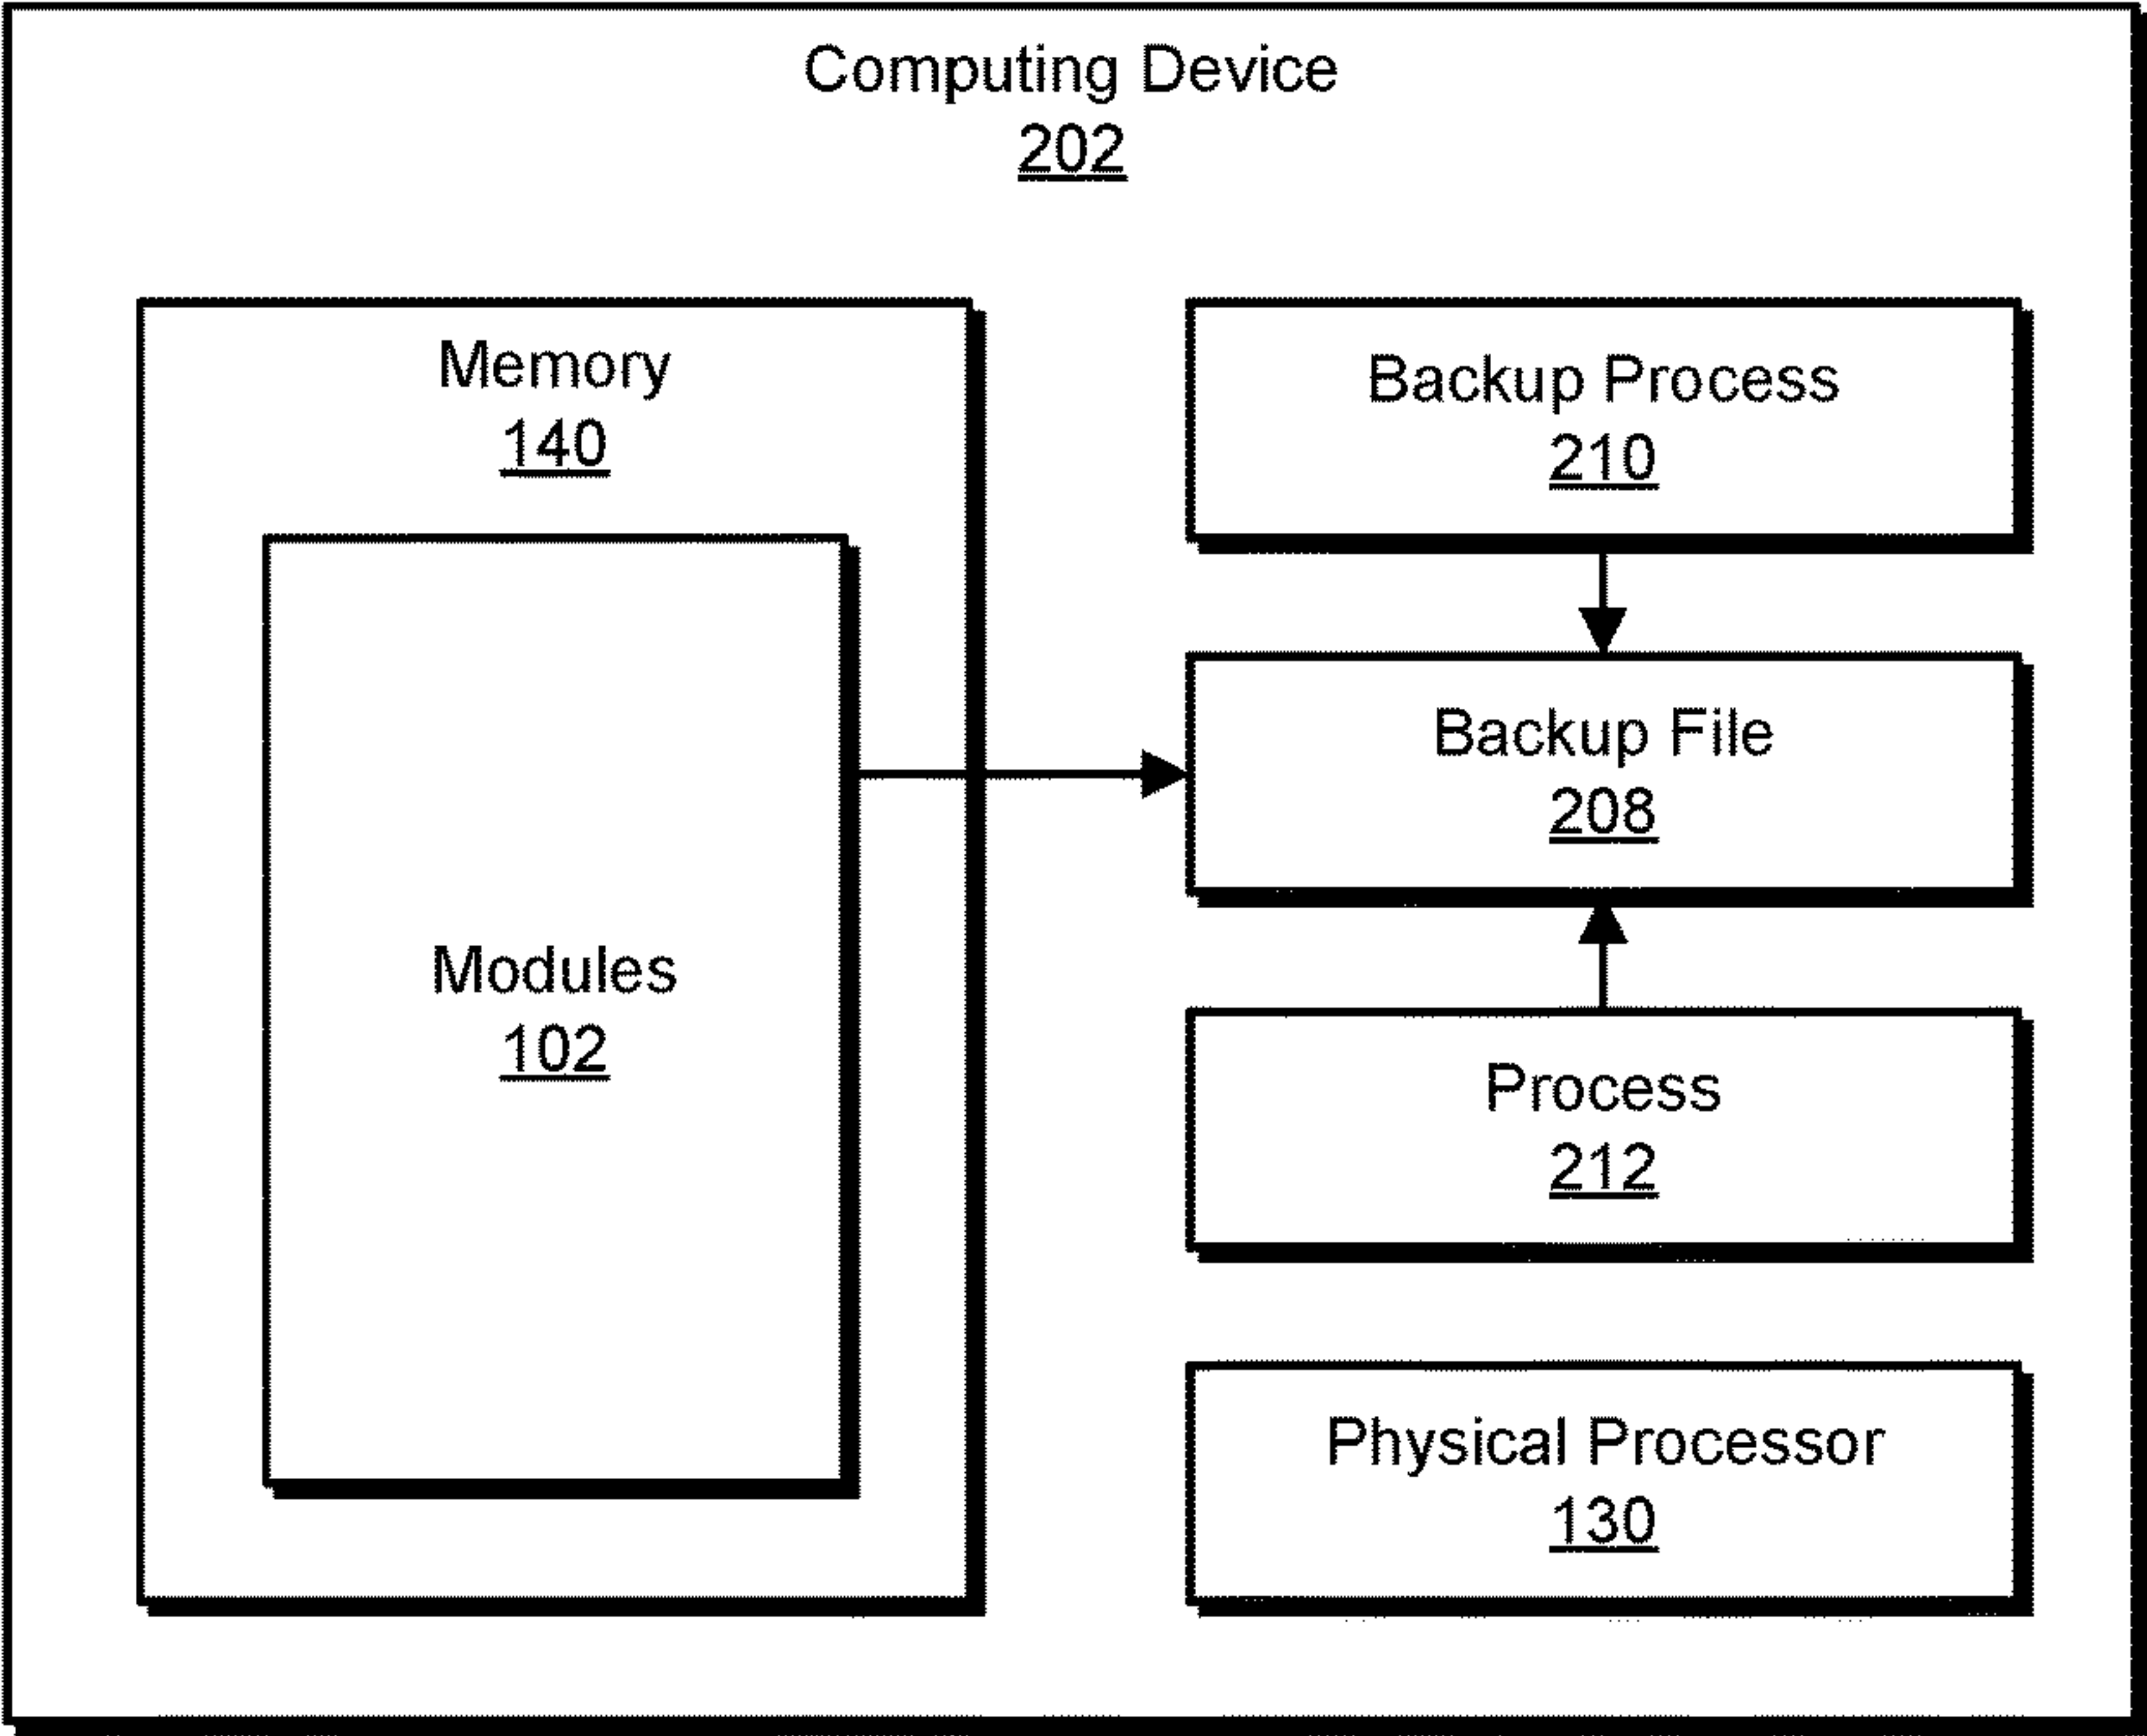 Computing Device
202
Memory
140
Modules
102
Backup Process
210
Backup File
208
Process
212
Physical Processor
130